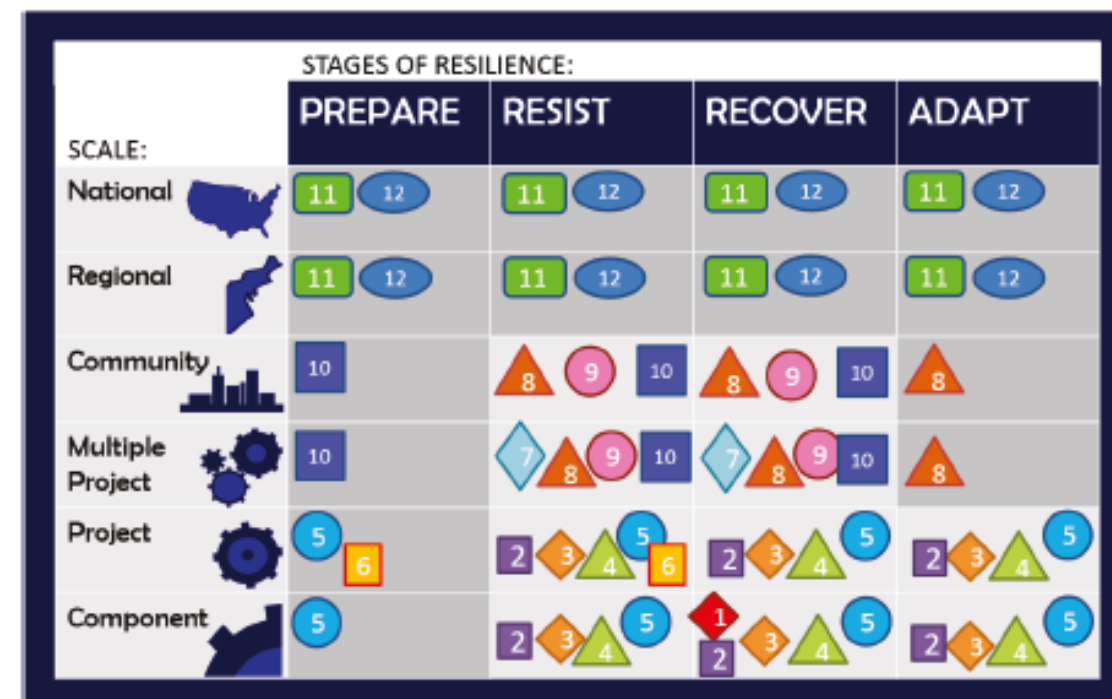 STAGES OF RESILIENCE:
PREPARE RESIST RECOVER ADAPT
SCALE:
National 11 12 11 12 11 12 11 12
Regional 11 12 11 12 11 12 11 12
Community 10 8 9 10 8 9 10 8
Multiple
Project 10 7 8 9 10 7 8 9 10 8
Project 5 6 2 3 4 5 6 2 3 4 5 2 3 4 5
Component 5 2 3 4 5 1 2 3 4 5 2 3 4 5